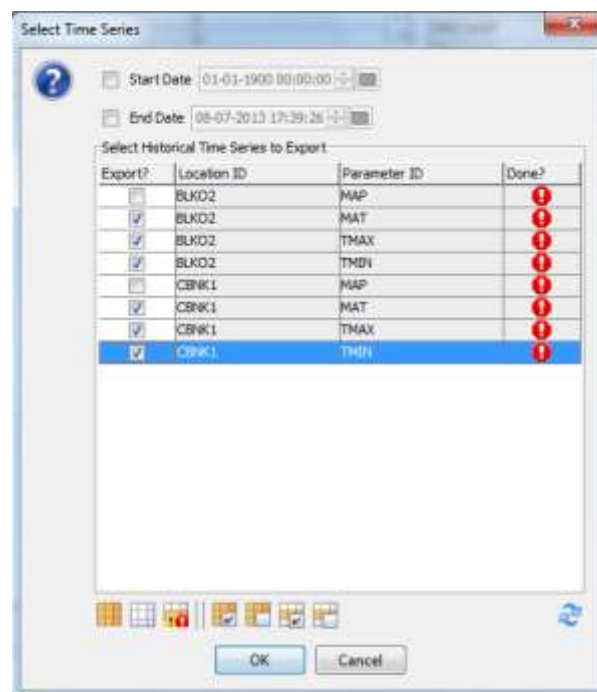 Select Time Series
Start Date 01-01-1900 00:00:00
End Date 08-07-2013 17:39:26
Select Historical Time Series to Export
Export? Location ID Parameter ID Done?
BLKO2 MAP
BLKO2 MAT
BLKO2 TMAX
BLKO2 TMIN
CBNK1 MAP
CBNK1 MAT
CBNK1 TMAX
CBNK1 TMIN
OK Cancel